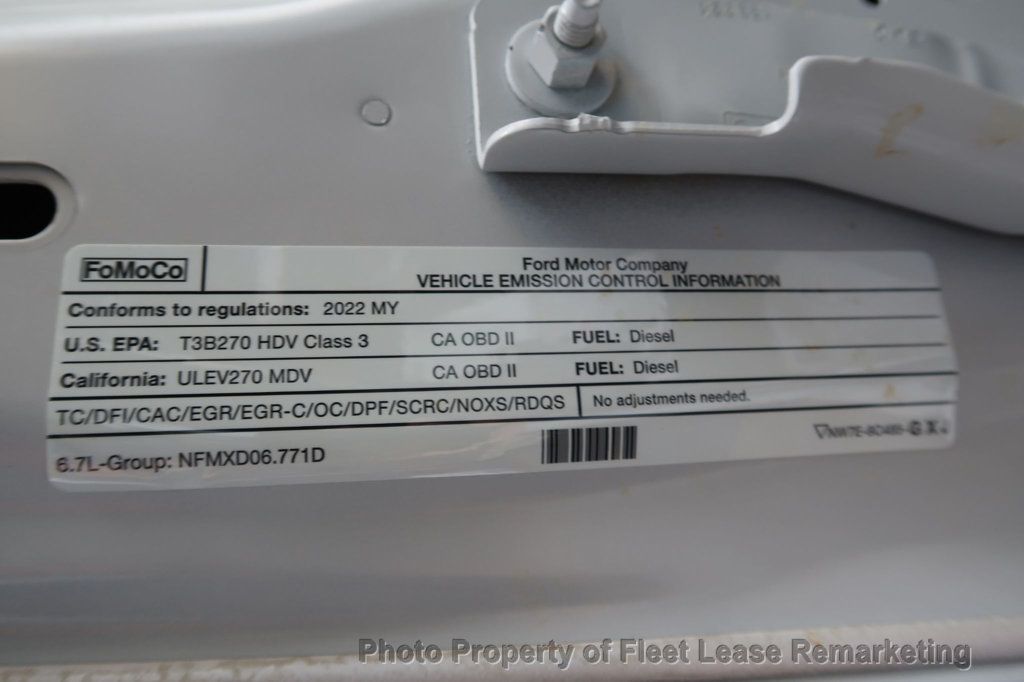 FoMoCo
Ford Motor Company
VEHICLE EMISSION CONTROL INFORMATION
Conforms to regulations: 2022 MY
U.S. EPA: T3B270 HDV Class 3 CA OBD II FUEL: Diesel
California: ULEV270 MDV CA OBD II FUEL: Diesel
TC/DFI/CAC/EGR/EGR-C/OC/DPF/SCRC/NOXS/RDQS No adjustments needed.
6.7L-Group: NFMXD06.771D
Photo Property of Fleet Lease Remarketing